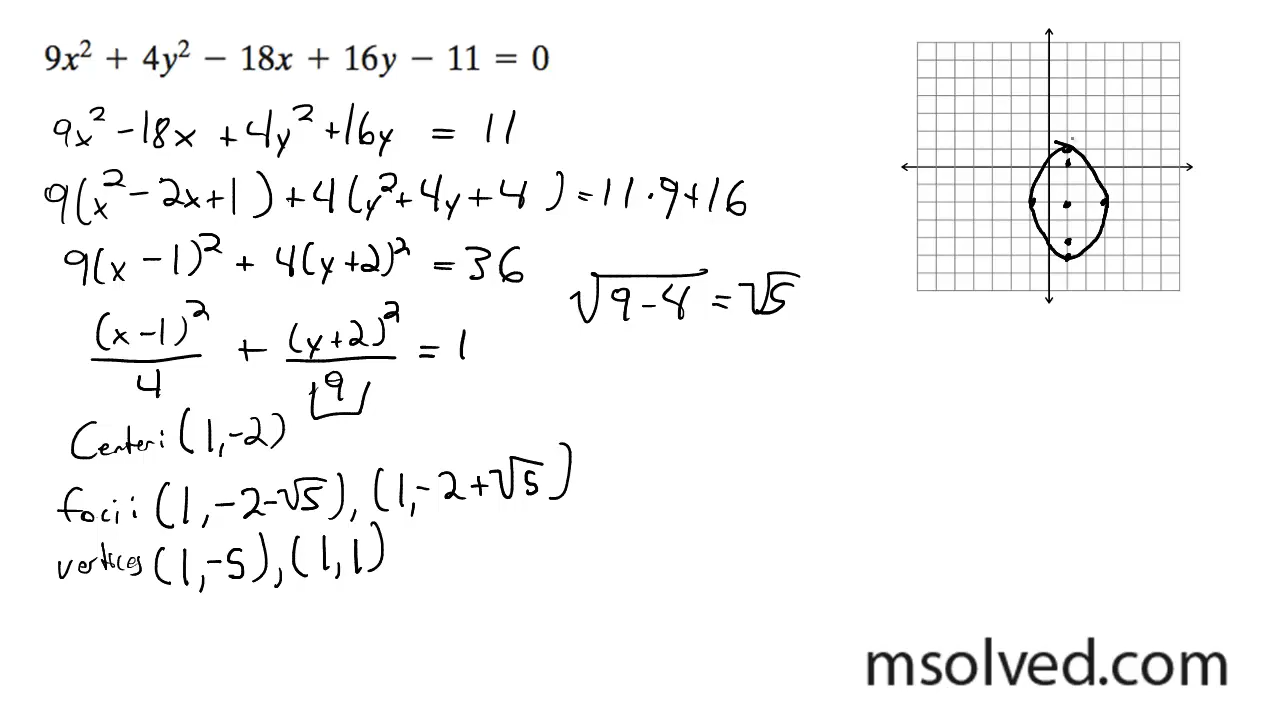 9x² + 4y² − 18x + 16y − 11 = 0
9x² - 18x + 4y² + 16y = 11
9(x² - 2x + 1) + 4(y² + 4y + 4) = 11 · 9 + 16
9(x - 1)² + 4(y + 2)² = 36
√(9 - 4) = √5
(x - 1)²/4 + (y + 2)²/9 = 1
Center: (1, -2)
foci: (1, -2 - √5), (1, -2 + √5)
vertices (1, -5), (1, 1)
msolved.com